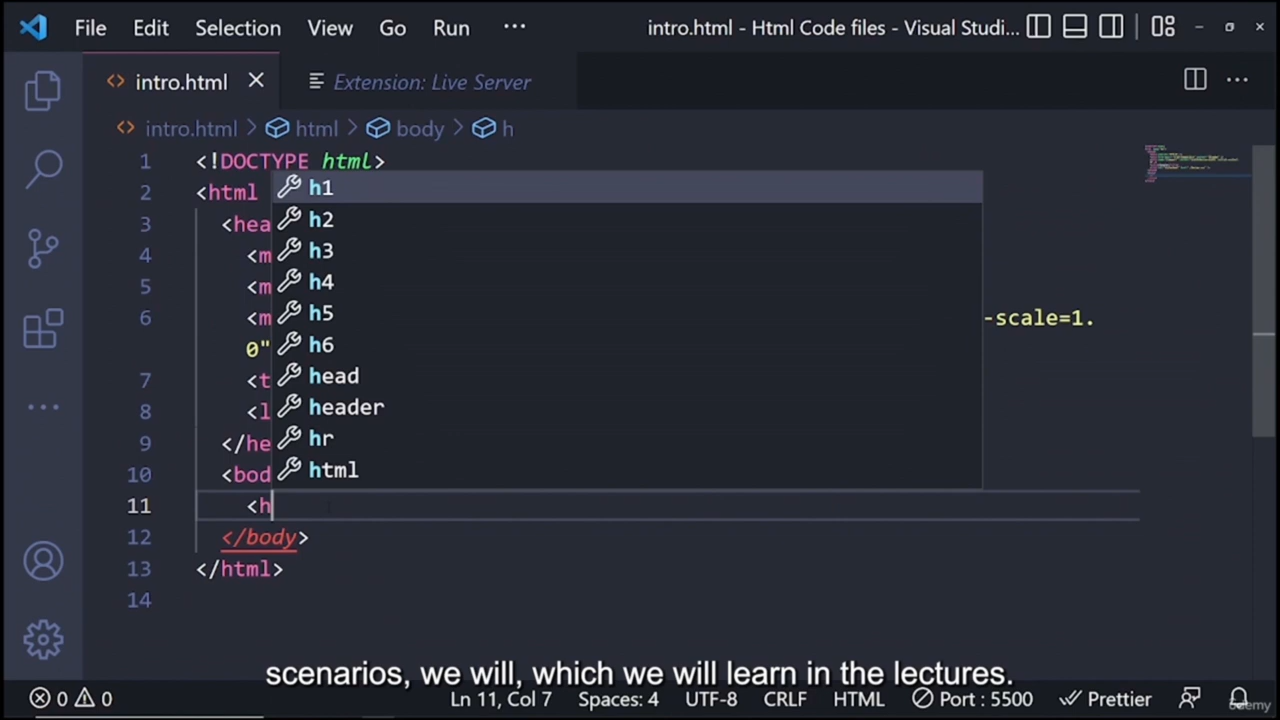 File Edit Selection View Go Run ··· intro.html - Html Code files - Visual Studi...
intro.html Extension: Live Server ···
intro.html > html > body > h
1 <!DOCTYPE html>
2 <html
h1
h2
3 <hea
h3
4 <m
h4
5 <m
h5
6 <m -scale=1.
h6
0"
head
7 <t
header
8 <l
hr
9 </he
html
10 <bod
11 <h
12 </body>
13 </html>
14
scenarios, we will, which we will learn in the lectures.
0 0 Ln 11, Col 7 Spaces: 4 UTF-8 CRLF HTML Port : 5500 Prettier
udemy